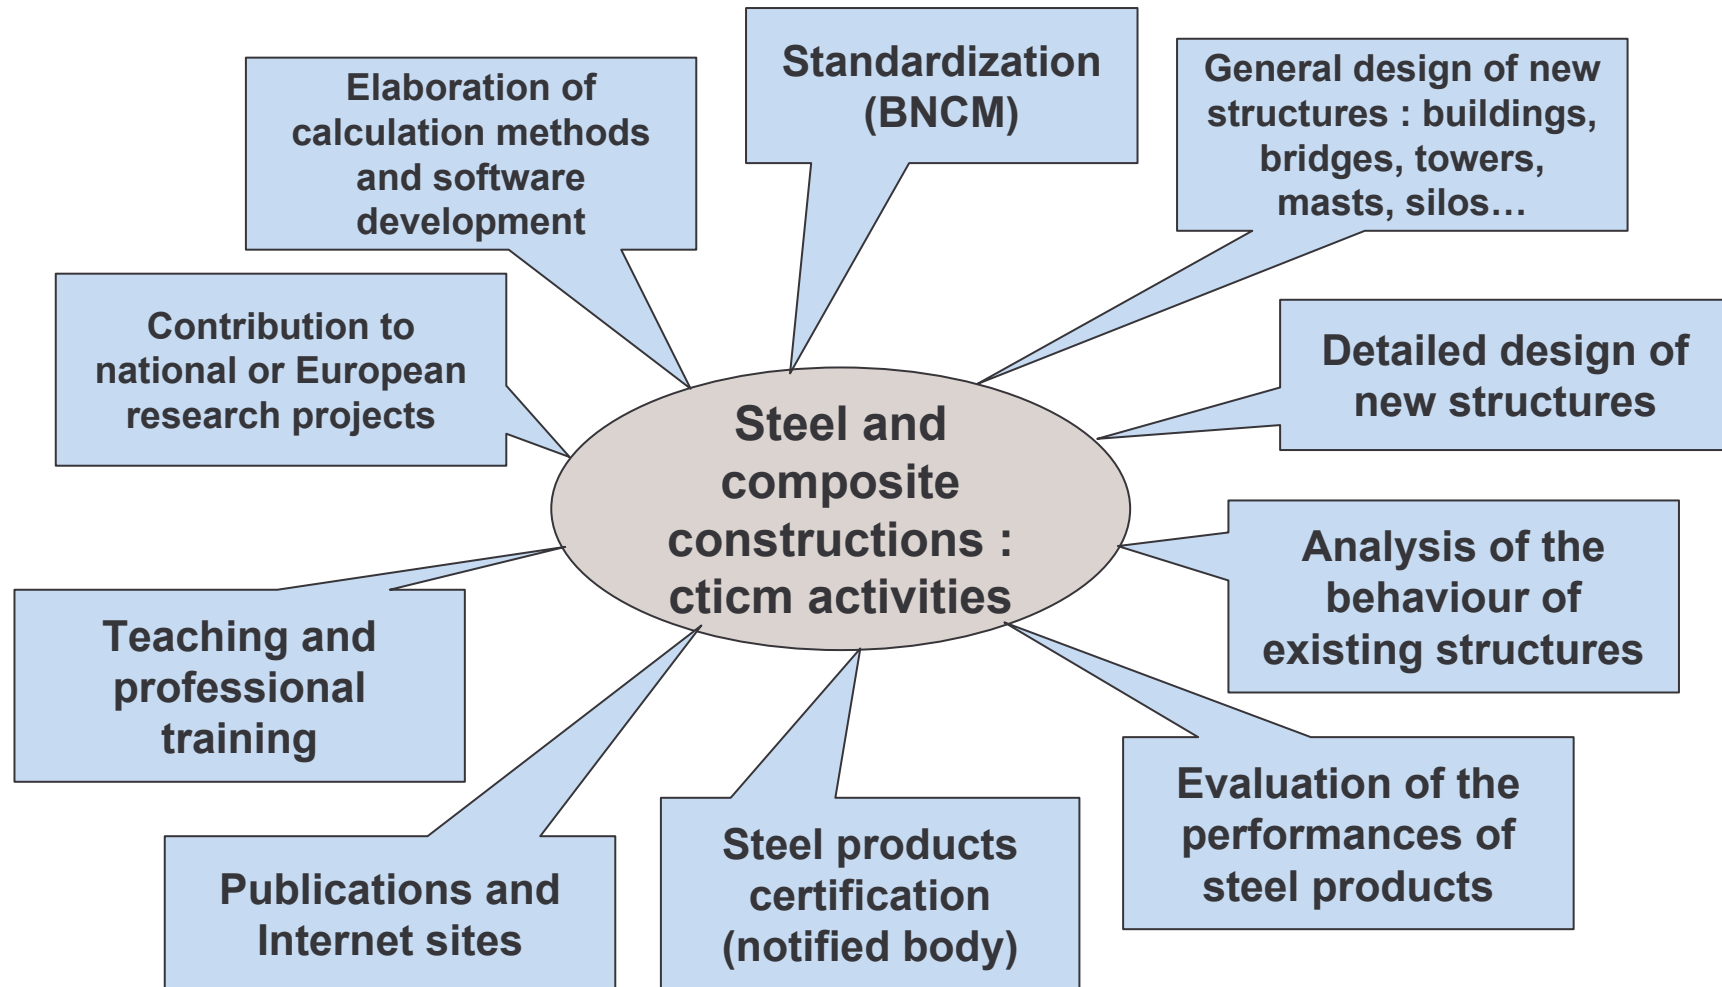 Standardization
(BNCM)
General design of new
structures : buildings,
bridges, towers,
masts, silos…
Elaboration of
calculation methods
and software
development
Contribution to
national or European
research projects
Detailed design of
new structures
Steel and
composite
constructions :
cticm activities
Analysis of the
behaviour of
existing structures
Teaching and
professional
training
Evaluation of the
performances of
steel products
Steel products
certification
(notified body)
Publications and
Internet sites